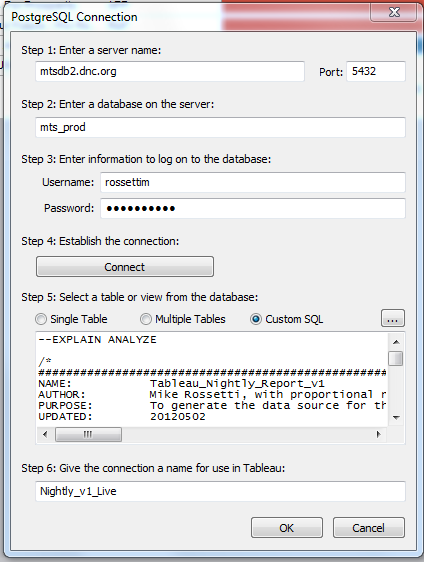 PostgreSQL Connection
Step 1: Enter a server name:
mtsdb2.dnc.org Port: 5432
Step 2: Enter a database on the server:
mts_prod
Step 3: Enter information to log on to the database:
Username: rossettim
Password: ●●●●●●●●●●
Step 4: Establish the connection:
Connect
Step 5: Select a table or view from the database:
Single Table Multiple Tables Custom SQL ...
--EXPLAIN ANALYZE
/*
################################################
NAME: Tableau_Nightly_Report_v1
AUTHOR: Mike Rossetti, with proportional r
PURPOSE: To generate the data source for th
UPDATED: 20120502
Step 6: Give the connection a name for use in Tableau:
Nightly_v1_Live
OK Cancel